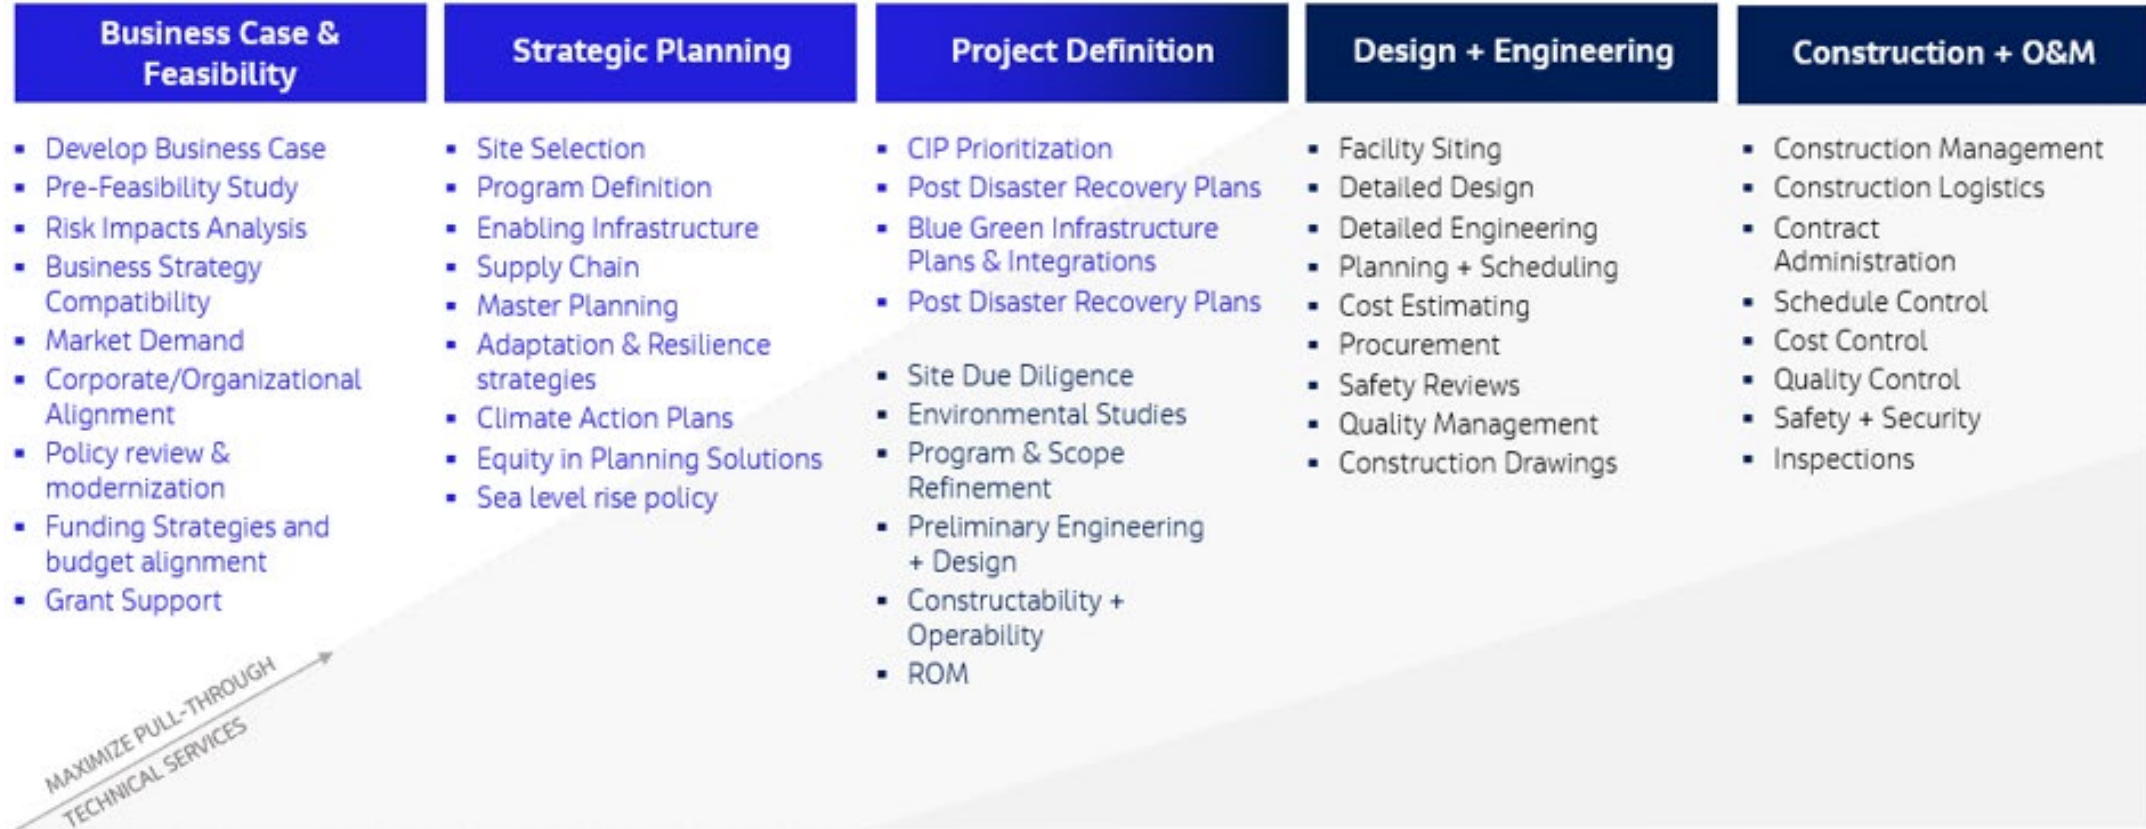 Business Case &
Feasibility
▪ Develop Business Case
▪ Pre-Feasibility Study
▪ Risk Impacts Analysis
▪ Business Strategy
Compatibility
▪ Market Demand
▪ Corporate/Organizational
Alignment
▪ Policy review &
modernization
▪ Funding Strategies and
budget alignment
▪ Grant Support
Strategic Planning
▪ Site Selection
▪ Program Definition
▪ Enabling Infrastructure
▪ Supply Chain
▪ Master Planning
▪ Adaptation & Resilience
strategies
▪ Climate Action Plans
▪ Equity in Planning Solutions
▪ Sea level rise policy
Project Definition
▪ CIP Prioritization
▪ Post Disaster Recovery Plans
▪ Blue Green Infrastructure
Plans & Integrations
▪ Post Disaster Recovery Plans
▪ Site Due Diligence
▪ Environmental Studies
▪ Program & Scope
Refinement
▪ Preliminary Engineering
+ Design
▪ Constructability +
Operability
▪ ROM
Design + Engineering
▪ Facility Siting
▪ Detailed Design
▪ Detailed Engineering
▪ Planning + Scheduling
▪ Cost Estimating
▪ Procurement
▪ Safety Reviews
▪ Quality Management
▪ Construction Drawings
Construction + O&M
▪ Construction Management
▪ Construction Logistics
▪ Contract
Administration
▪ Schedule Control
▪ Cost Control
▪ Quality Control
▪ Safety + Security
▪ Inspections
MAXIMIZE PULL-THROUGH
TECHNICAL SERVICES